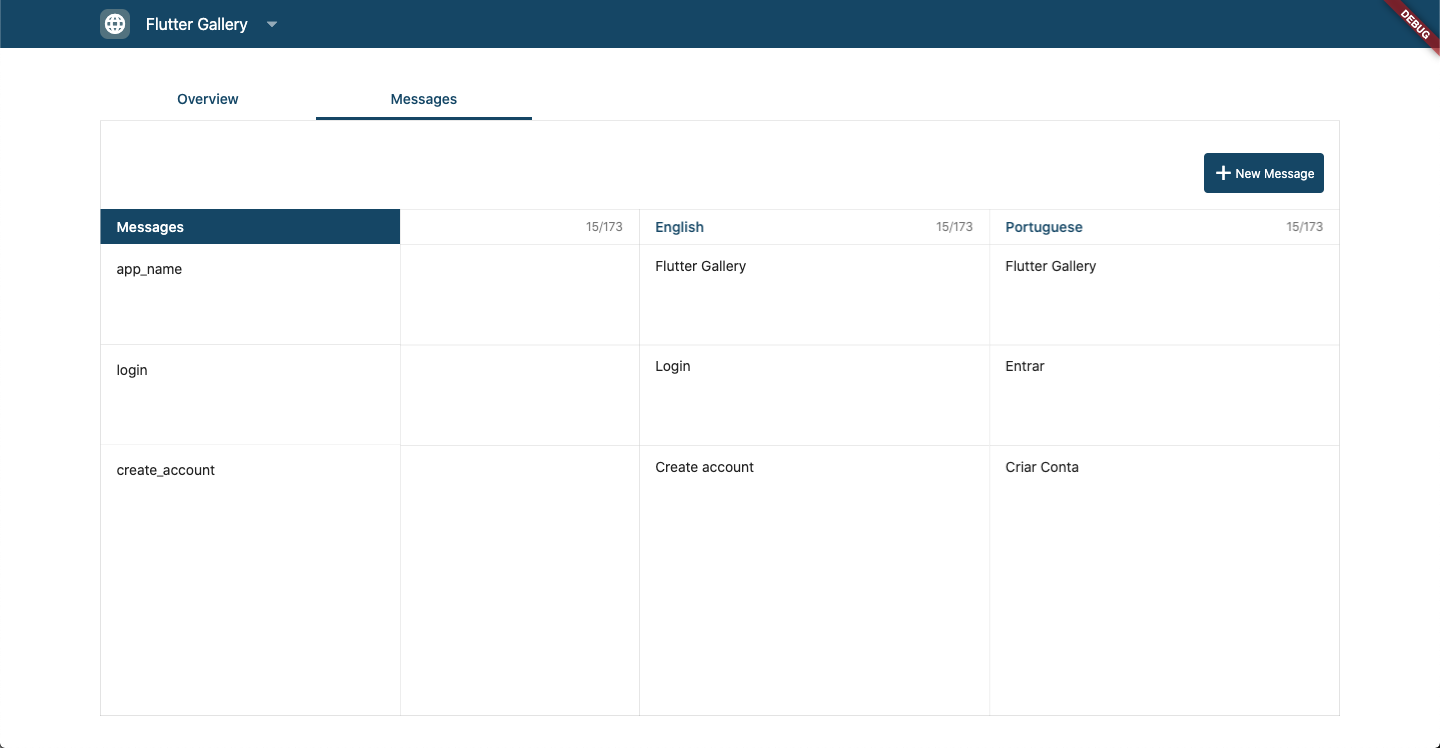 Flutter Gallery
DEBUG
Overview Messages
New Message
Messages 15/173 English 15/173 Portuguese 15/173
app_name Flutter Gallery Flutter Gallery
login Login Entrar
create_account Create account Criar Conta